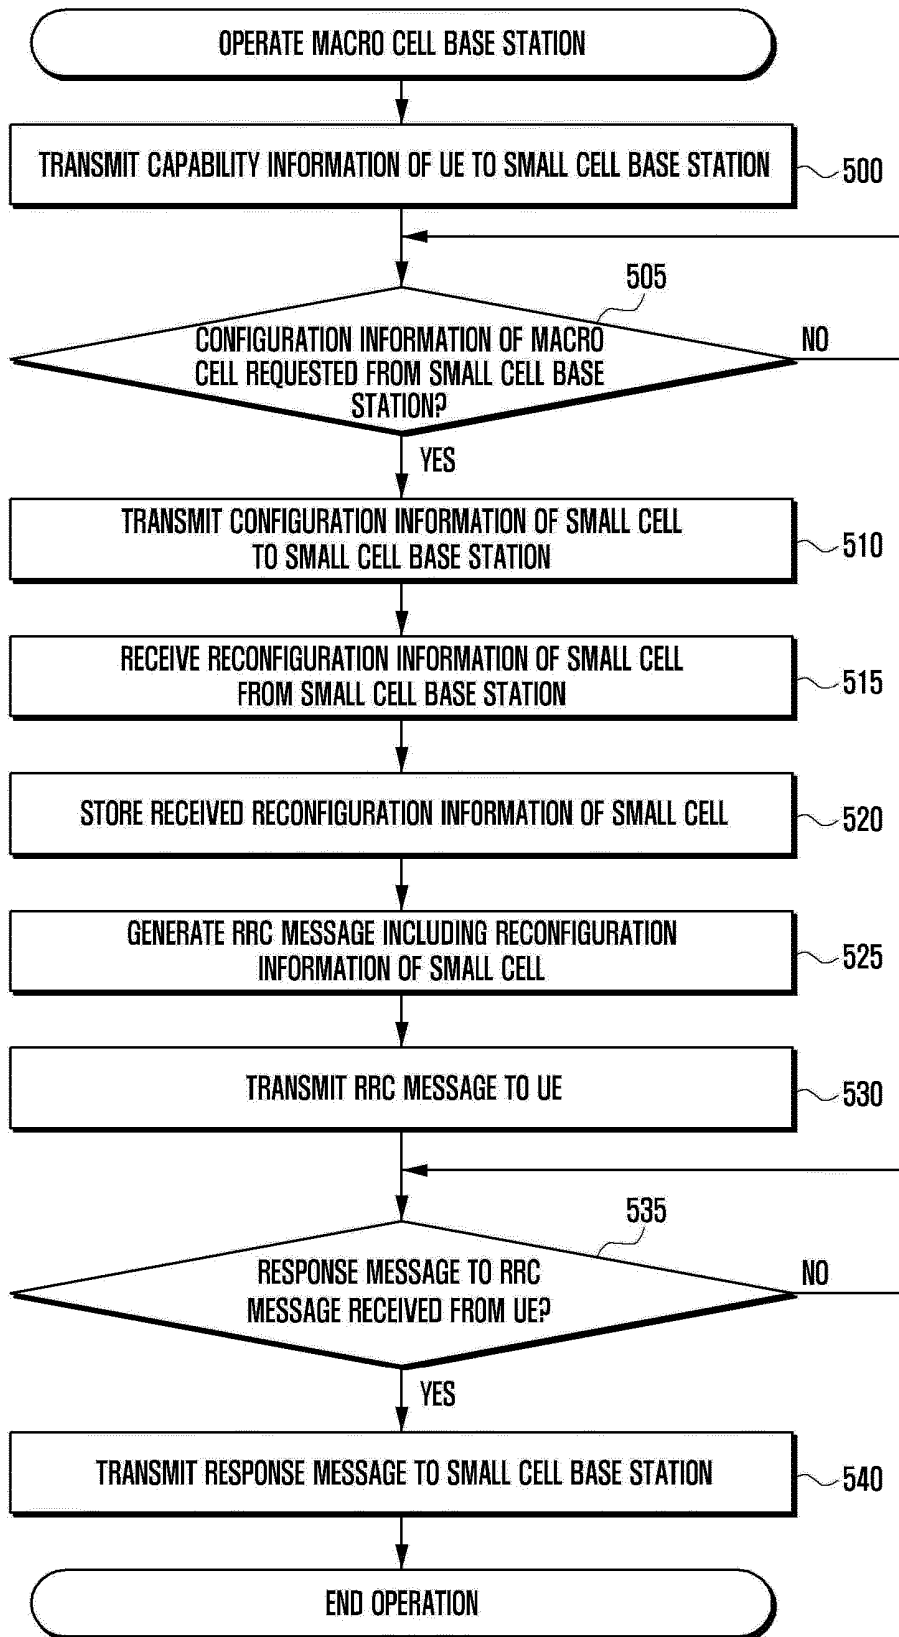 OPERATE MACRO CELL BASE STATION
TRANSMIT CAPABILITY INFORMATION OF UE TO SMALL CELL BASE STATION
500
505
CONFIGURATION INFORMATION OF MACRO
CELL REQUESTED FROM SMALL CELL BASE
STATION?
NO
YES
TRANSMIT CONFIGURATION INFORMATION OF SMALL CELL
TO SMALL CELL BASE STATION
510
RECEIVE RECONFIGURATION INFORMATION OF SMALL CELL
FROM SMALL CELL BASE STATION
515
STORE RECEIVED RECONFIGURATION INFORMATION OF SMALL CELL
520
GENERATE RRC MESSAGE INCLUDING RECONFIGURATION
INFORMATION OF SMALL CELL
525
TRANSMIT RRC MESSAGE TO UE
530
535
RESPONSE MESSAGE TO RRC
MESSAGE RECEIVED FROM UE?
NO
YES
TRANSMIT RESPONSE MESSAGE TO SMALL CELL BASE STATION
540
END OPERATION